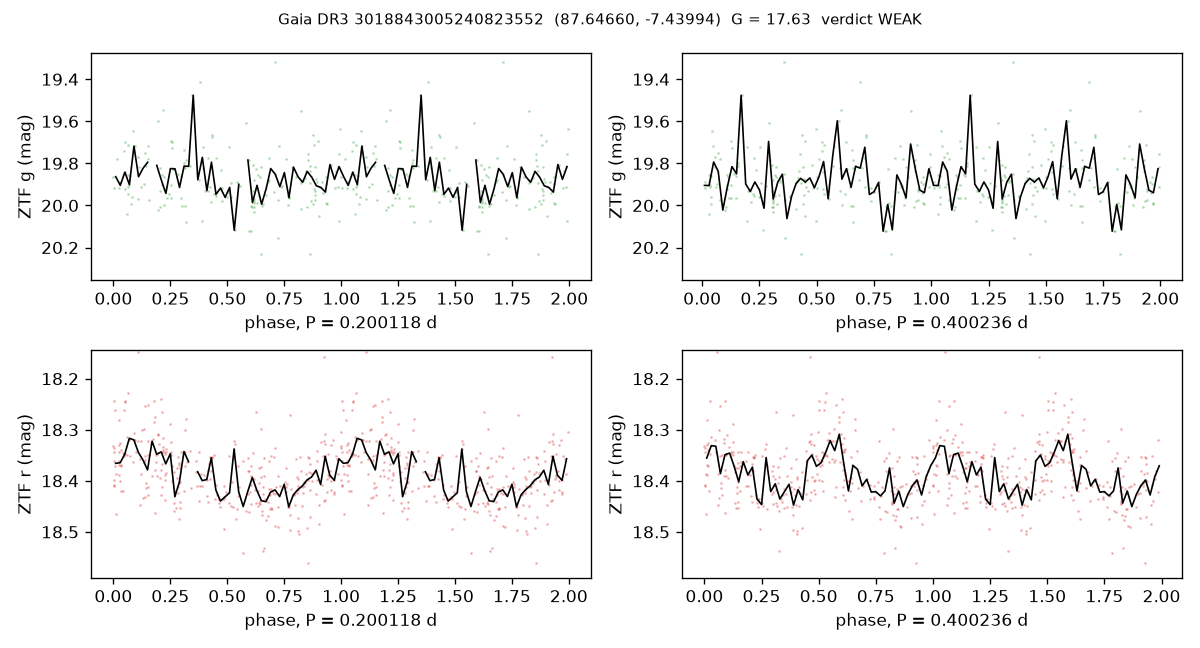 Gaia DR3 3018843005240823552 (87.64660, -7.43994) G = 17.63 verdict WEAK
ZTF g (mag)
19.4
19.6
19.8
20.0
20.2
0.00 0.25 0.50 0.75 1.00 1.25 1.50 1.75 2.00
phase, P = 0.200118 d
ZTF g (mag)
19.4
19.6
19.8
20.0
20.2
0.00 0.25 0.50 0.75 1.00 1.25 1.50 1.75 2.00
phase, P = 0.400236 d
ZTF r (mag)
18.2
18.3
18.4
18.5
0.00 0.25 0.50 0.75 1.00 1.25 1.50 1.75 2.00
phase, P = 0.200118 d
ZTF r (mag)
18.2
18.3
18.4
18.5
0.00 0.25 0.50 0.75 1.00 1.25 1.50 1.75 2.00
phase, P = 0.400236 d